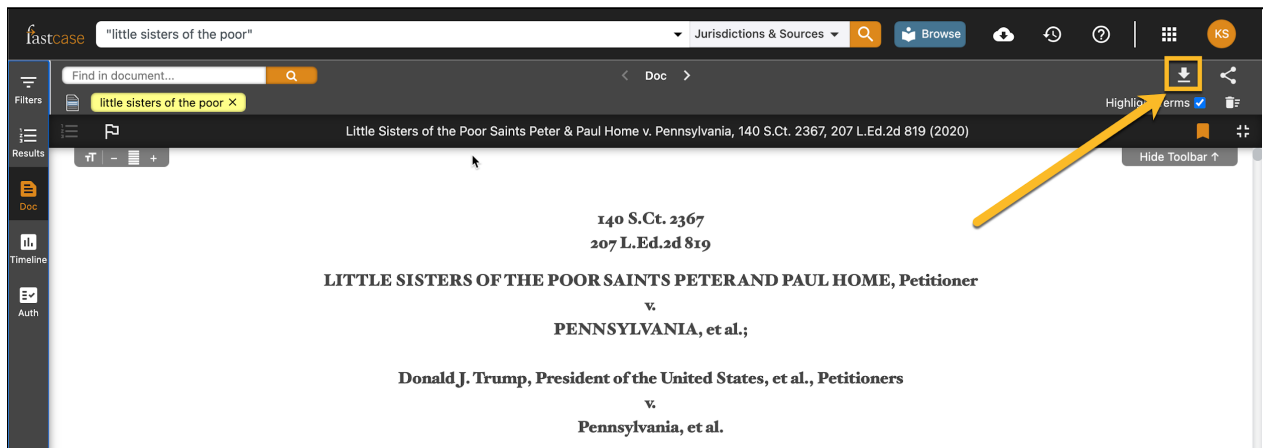 fastcase
"little sisters of the poor"
Jurisdictions & Sources
Browse
KS
Filters
Find in document...
Doc
little sisters of the poor ×
Highlig
erms
Results
Little Sisters of the Poor Saints Peter & Paul Home v. Pennsylvania, 140 S.Ct. 2367, 207 L.Ed.2d 819 (2020)
TT - +
Hide Toolbar ↑
Doc
Timeline
Auth
140 S.Ct. 2367
207 L.Ed.2d 819
LITTLE SISTERS OF THE POOR SAINTS PETER AND PAUL HOME, Petitioner
v.
PENNSYLVANIA, et al.;
Donald J. Trump, President of the United States, et al., Petitioners
v.
Pennsylvania, et al.